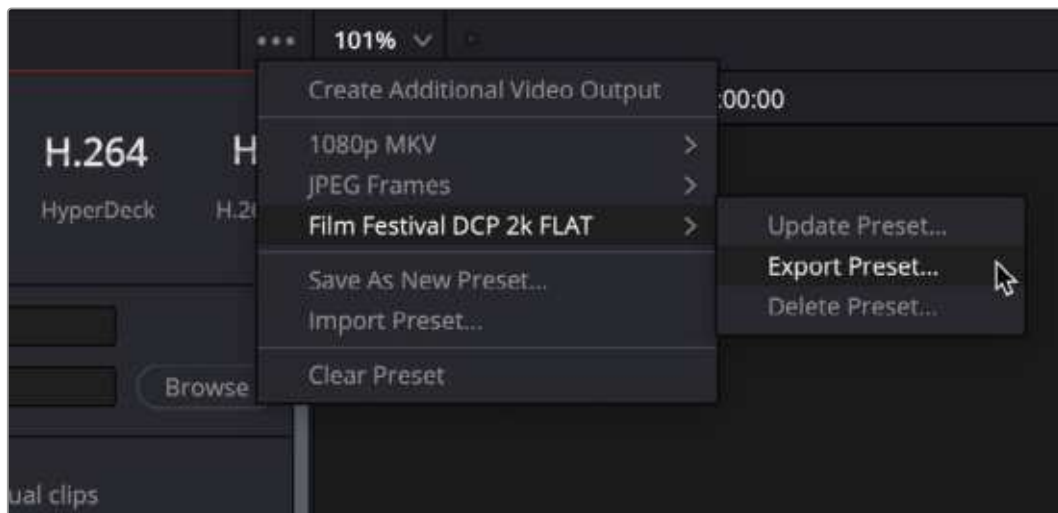 101%
Create Additional Video Output
:00:00
H.264
H
1080p MKV
JPEG Frames
HyperDeck
H.26
Film Festival DCP 2k FLAT
Update Preset...
Export Preset...
Save As New Preset...
Delete Preset...
Import Preset...
Clear Preset
Browse
ual clips